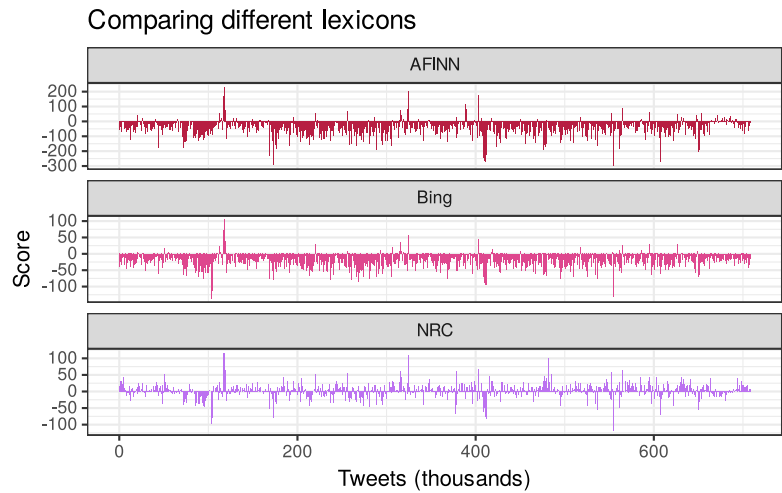 Comparing different lexicons
AFINN
200
100
0
-100
-200
-300
Bing
100
50
0
-50
-100
Score
NRC
100
50
0
-50
-100
0 200 400 600
Tweets (thousands)